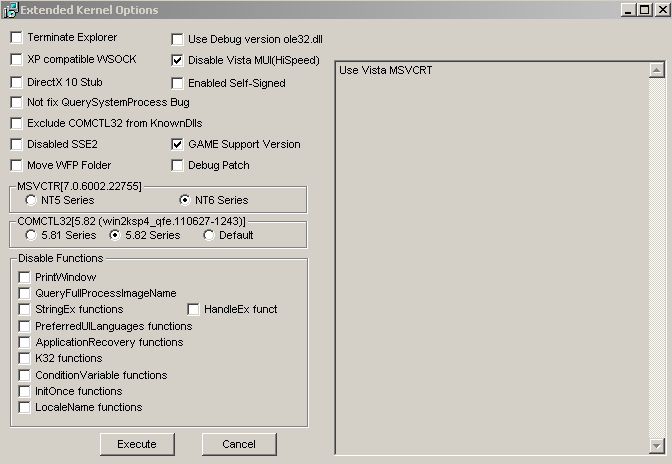 Extended Kernel Options
Terminate Explorer
Use Debug version ole32.dll
XP compatible WSOCK
Disable Vista MUI(HiSpeed)
DirectX 10 Stub
Enabled Self-Signed
Not fix QuerySystemProcess Bug
Exclude COMCTL32 from KnownDlls
Disabled SSE2
GAME Support Version
Move WFP Folder
Debug Patch
MSVCTR[7.0.6002.22755]
NT5 Series
NT6 Series
COMCTL32[5.82 (win2ksp4_qfe.110627-1243)]
5.81 Series
5.82 Series
Default
Disable Functions
PrintWindow
QueryFullProcessImageName
StringEx functions
HandleEx funct
PreferredUILanguages functions
ApplicationRecovery functions
K32 functions
ConditionVariable functions
InitOnce functions
LocaleName functions
Execute
Cancel
Use Vista MSVCRT